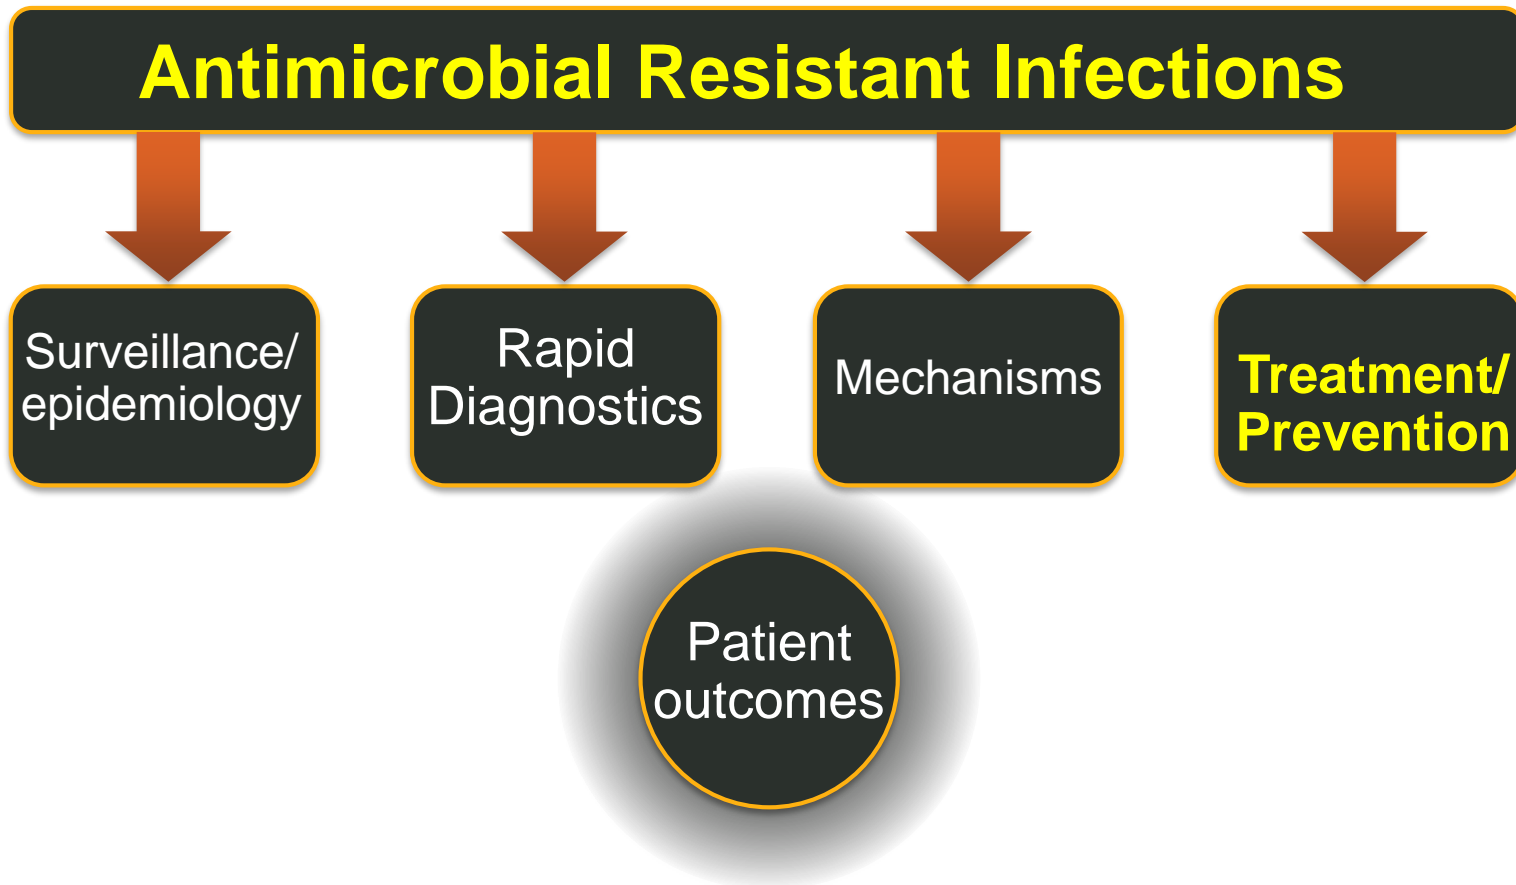 Antimicrobial Resistant Infections
Surveillance/
epidemiology
Rapid
Diagnostics
Mechanisms
Treatment/
Prevention
Patient
outcomes